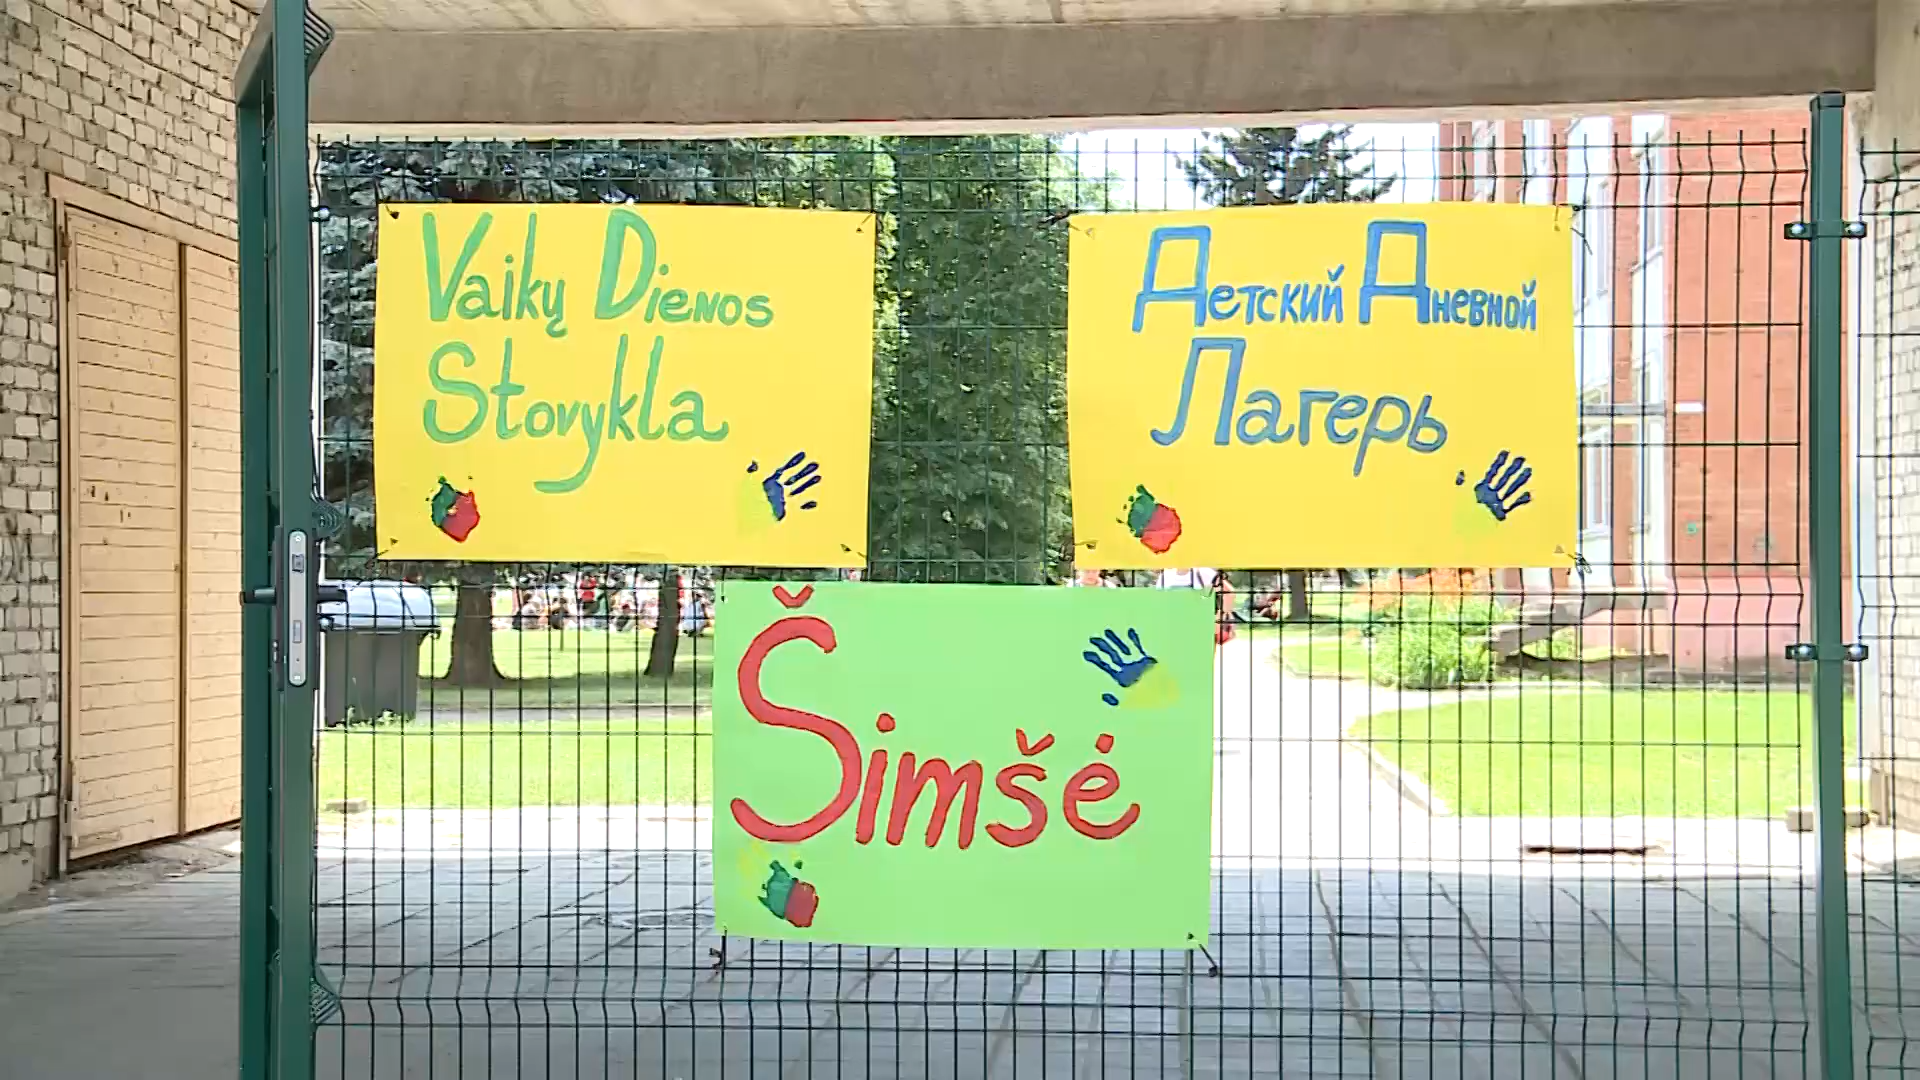 Vaikų Dienos
Stovykla
Детский Дневной
Лагерь
Šimšė